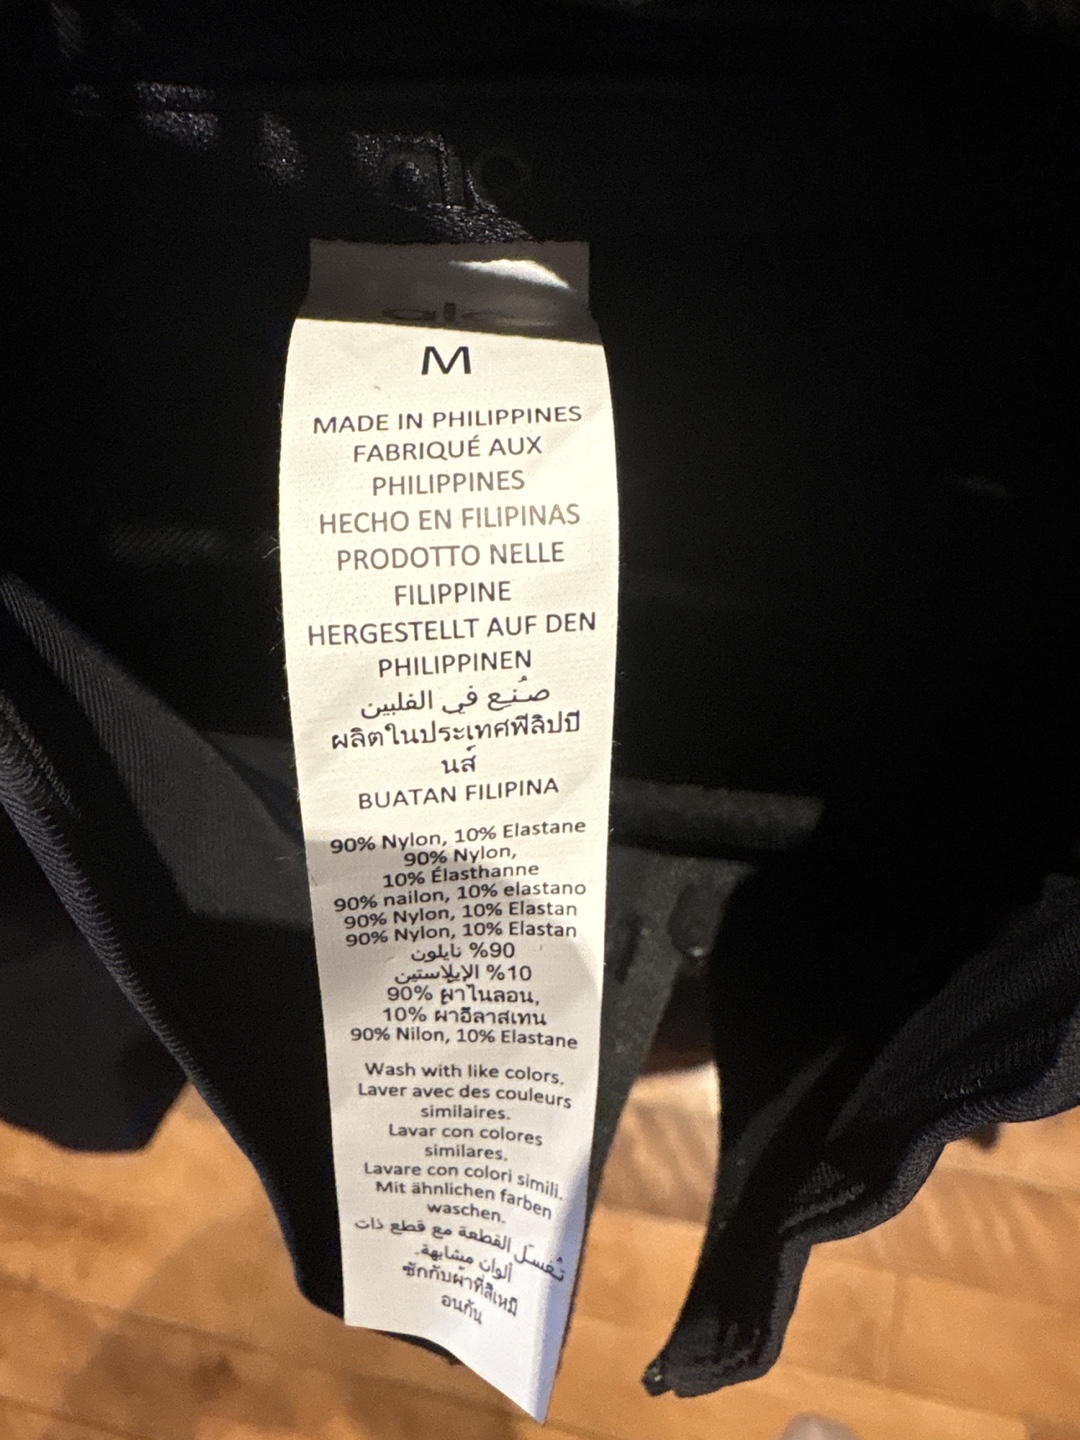 alo
M
MADE IN PHILIPPINES
FABRIQUÉ AUX
PHILIPPINES
HECHO EN FILIPINAS
PRODOTTO NELLE
FILIPPINE
HERGESTELLT AUF DEN
PHILIPPINEN
صُنع في الفلبين
ผลิตในประเทศฟิลิปปี
นส์
BUATAN FILIPINA
90% Nylon, 10% Elastane
90% Nylon,
10% Élasthanne
90% nailon, 10% elastano
90% Nylon, 10% Elastan
90% Nylon, 10% Elastan
90% نايلون
10% الإيلاستين
90% ผ้าไนลอน,
10% ผ้าอีลาสเทน
90% Nilon, 10% Elastane
Wash with like colors.
Laver avec des couleurs
similaires.
Lavar con colores
similares.
Lavare con colori simili.
Mit ähnlichen farben
waschen.
تُغسل القطعة مع قطع ذات
ألوان مشابهة.
ซักกับผ้าที่สีเหมื
อนกัน